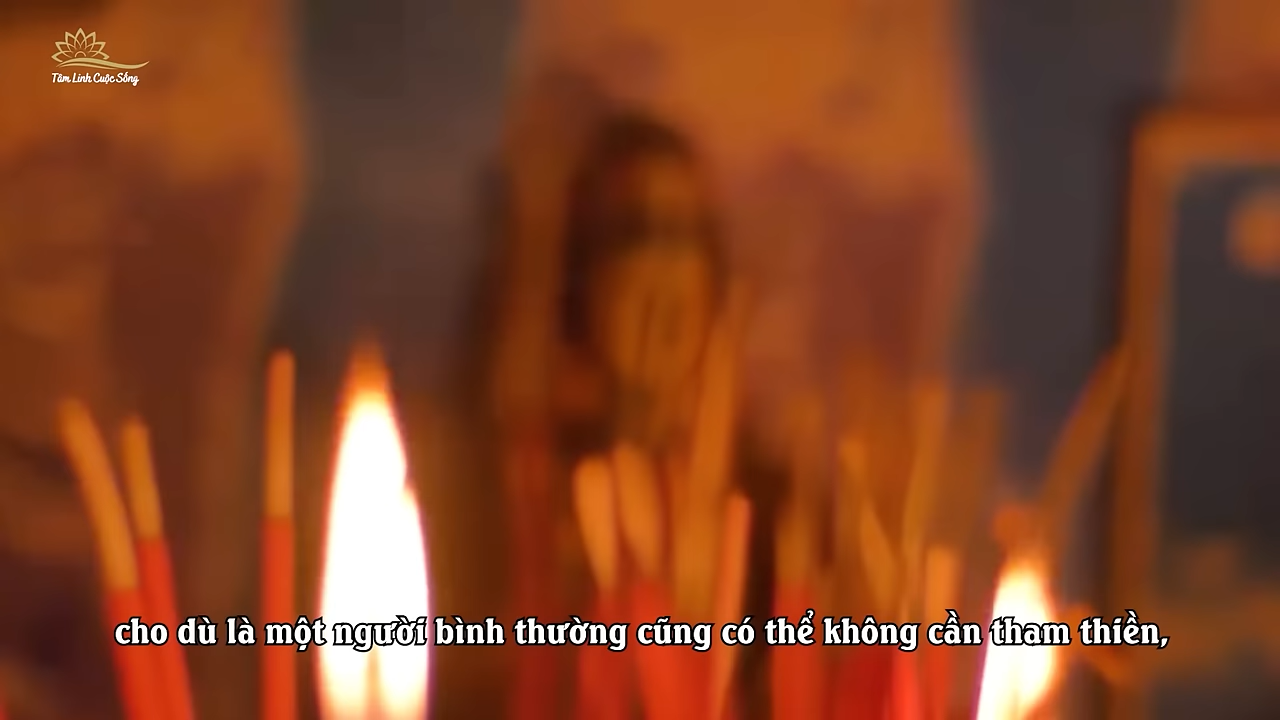 Tâm Linh Cuộc Sống
cho dù là một người bình thường cũng có thể không cần tham thiền,